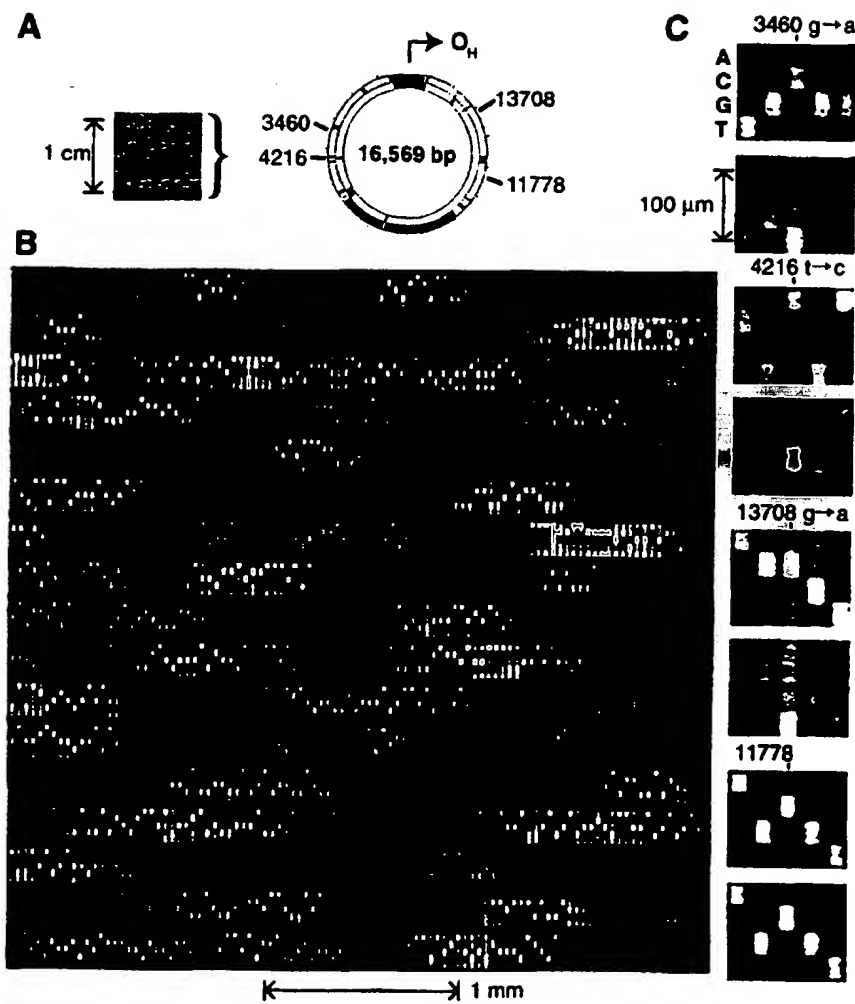 A
O_H
13708
3460
4216
16,569 bp
11778
1 cm
B
1 mm
C
3460 g→a
A
C
G
T
100 μm
4216 t→c
13708 g→a
11778